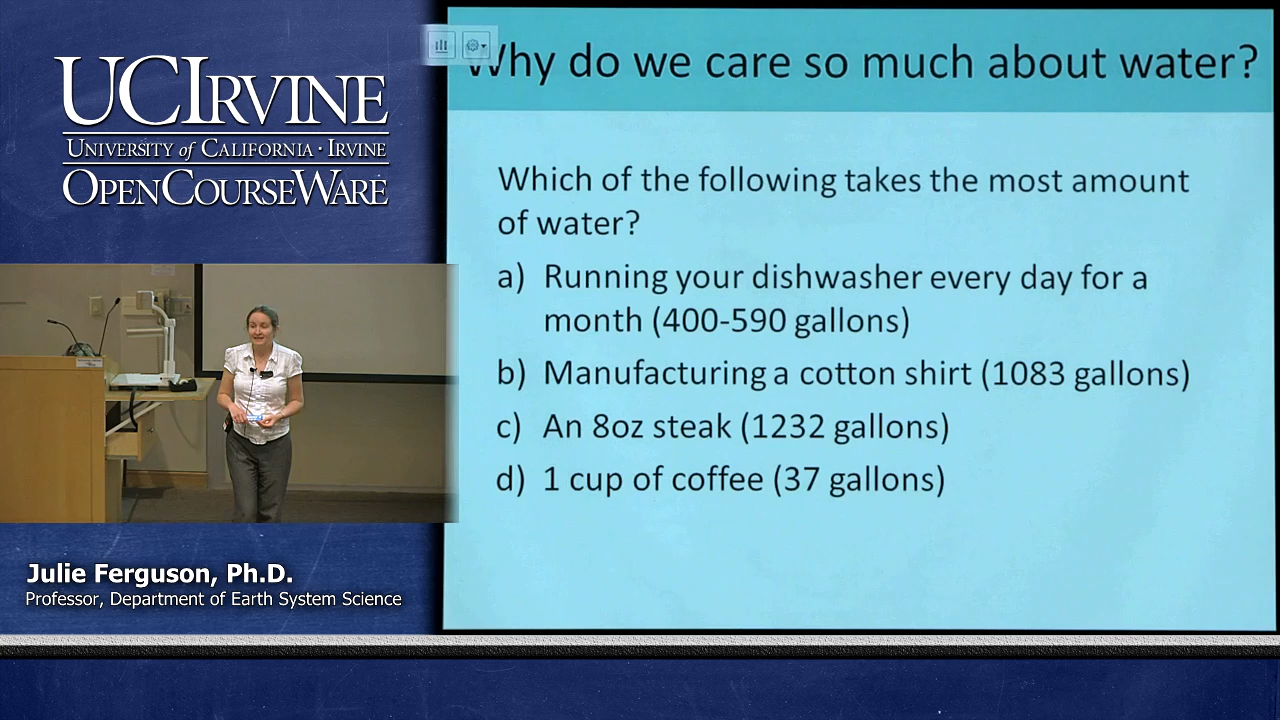 UCIRVINE
UNIVERSITY of CALIFORNIA · IRVINE
OPENCOURSEWARE
Why do we care so much about water?
Which of the following takes the most amount
of water?
a) Running your dishwasher every day for a
month (400-590 gallons)
b) Manufacturing a cotton shirt (1083 gallons)
c) An 8oz steak (1232 gallons)
d) 1 cup of coffee (37 gallons)
Julie Ferguson, Ph.D.
Professor, Department of Earth System Science